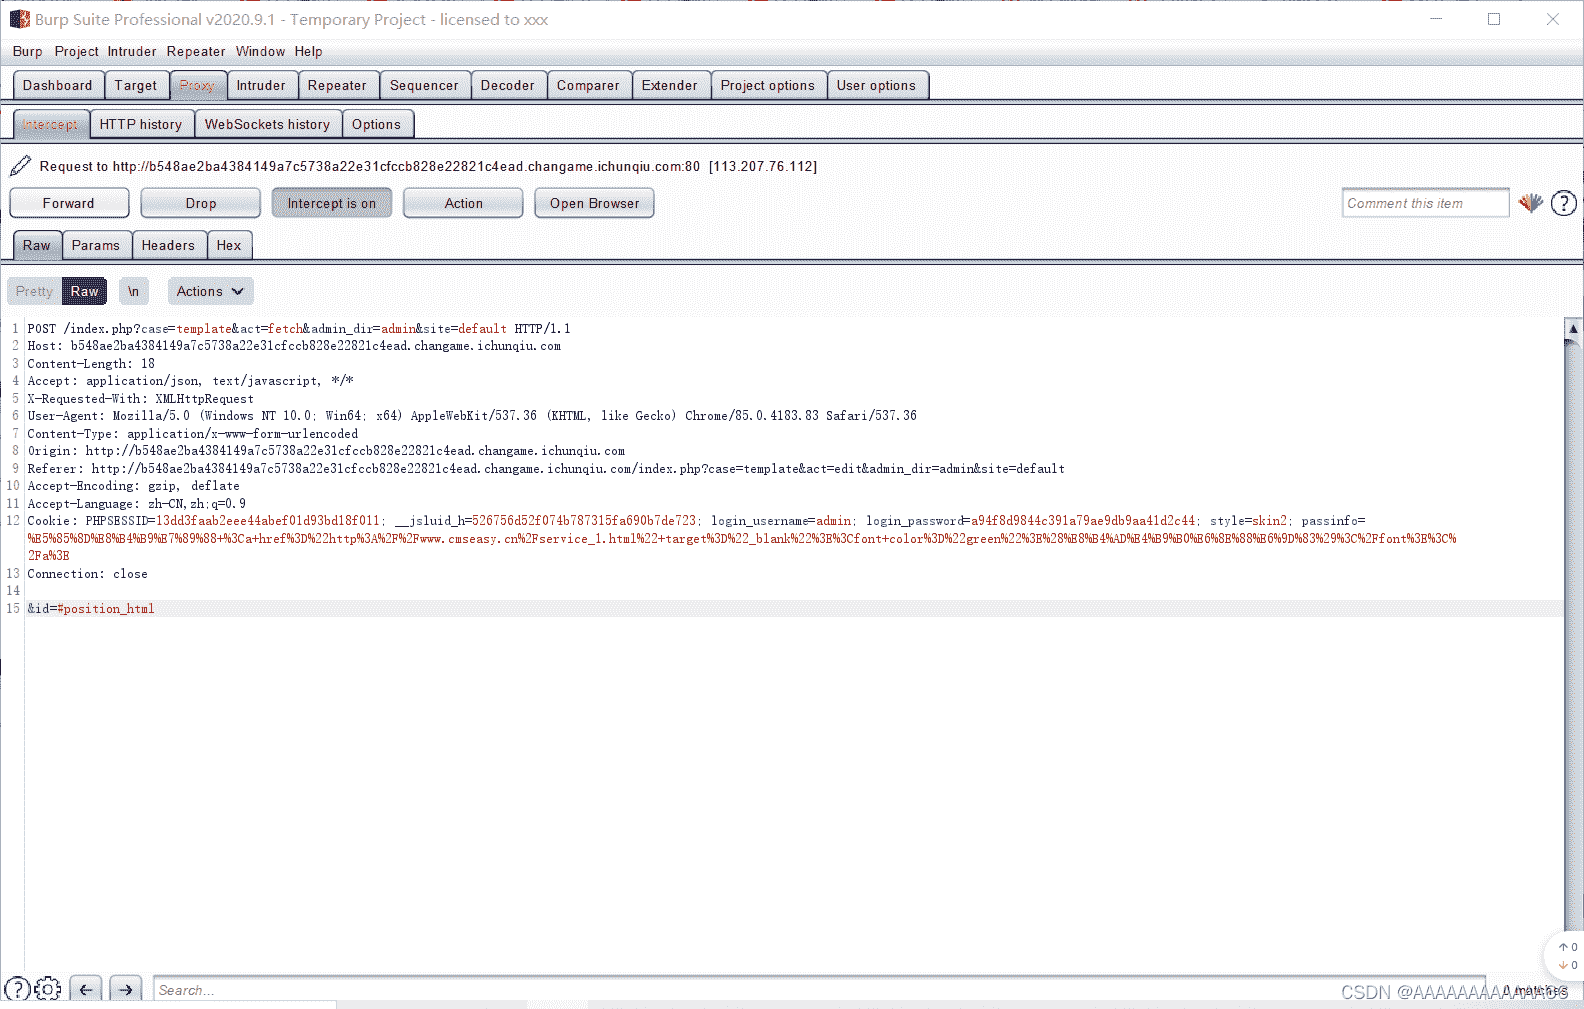 Burp Suite Professional v2020.9.1 - Temporary Project - licensed to xxx
Burp Project Intruder Repeater Window Help
Dashboard Target Proxy Intruder Repeater Sequencer Decoder Comparer Extender Project options User options
Intercept HTTP history WebSockets history Options
Request to http://b548ae2ba4384149a7c5738a22e31cfccb828e22821c4ead.changame.ichunqiu.com:80 [113.207.76.112]
Forward Drop Intercept is on Action Open Browser Comment this item ?
Raw Params Headers Hex
Pretty Raw \n Actions
1 POST /index.php?case=template&act=fetch&admin_dir=admin&site=default HTTP/1.1
2 Host: b548ae2ba4384149a7c5738a22e31cfccb828e22821c4ead.changame.ichunqiu.com
3 Content-Length: 18
4 Accept: application/json, text/javascript, */*
5 X-Requested-With: XMLHttpRequest
6 User-Agent: Mozilla/5.0 (Windows NT 10.0; Win64; x64) AppleWebKit/537.36 (KHTML, like Gecko) Chrome/85.0.4183.83 Safari/537.36
7 Content-Type: application/x-www-form-urlencoded
8 Origin: http://b548ae2ba4384149a7c5738a22e31cfccb828e22821c4ead.changame.ichunqiu.com
9 Referer: http://b548ae2ba4384149a7c5738a22e31cfccb828e22821c4ead.changame.ichunqiu.com/index.php?case=template&act=edit&admin_dir=admin&site=default
10 Accept-Encoding: gzip, deflate
11 Accept-Language: zh-CN,zh;q=0.9
12 Cookie: PHPSESSID=13dd3faab2eee44abef01d93bd18f011; __jsluid_h=526756d52f074b787315fa690b7de723; login_username=admin; login_password=a94f8d9844c391a79ae9db9aa41d2c44; style=skin2; passinfo=
%E5%85%8D%E8%B4%B9%E7%89%88+%3Ca+href%3D%22http%3A%2F%2Fwww.cmseasy.cn%2Fservice_1.html%22+target%3D%22_blank%22%3E%3Cfont+color%3D%22green%22%3E%28%E8%B4%AD%E4%B9%B0%E6%8E%88%E6%9D%83%29%3C%2Ffont%3E%3C%
2Fa%3E
13 Connection: close
14
15 &id=#position_html
↑ 0
↓ 0
? ← → Search... 0 matches
CSDN @AAAAAAAAAAAA66